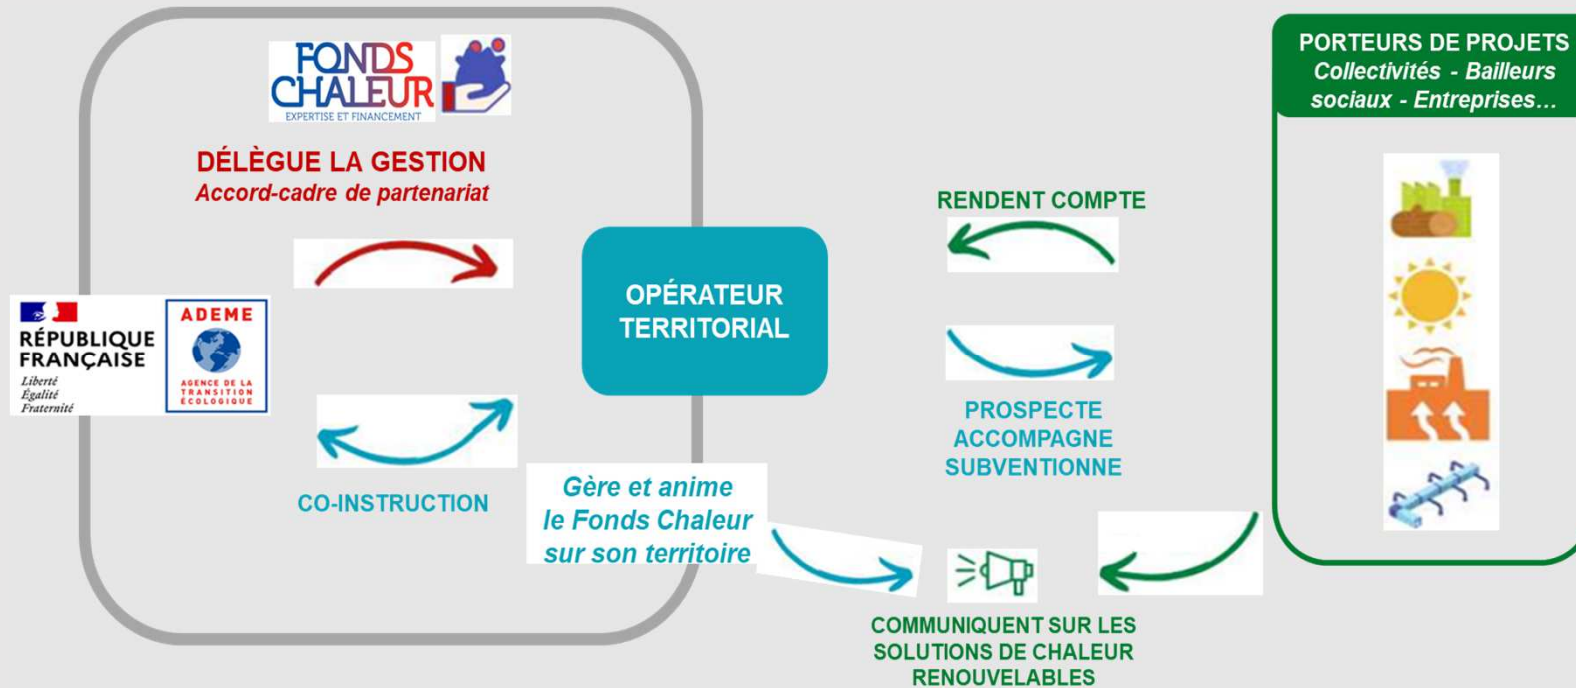 FONDS
CHALEUR
EXPERTISE ET FINANCEMENT
DÉLÈGUE LA GESTION
Accord-cadre de partenariat
RÉPUBLIQUE
FRANÇAISE
Liberté
Égalité
Fraternité
ADEME
AGENCE DE LA
TRANSITION
ÉCOLOGIQUE
CO-INSTRUCTION
OPÉRATEUR
TERRITORIAL
Gère et anime
le Fonds Chaleur
sur son territoire
RENDENT COMPTE
PROSPECTE
ACCOMPAGNE
SUBVENTIONNE
COMMUNIQUENT SUR LES
SOLUTIONS DE CHALEUR
RENOUVELABLES
PORTEURS DE PROJETS
Collectivités - Bailleurs
sociaux - Entreprises…